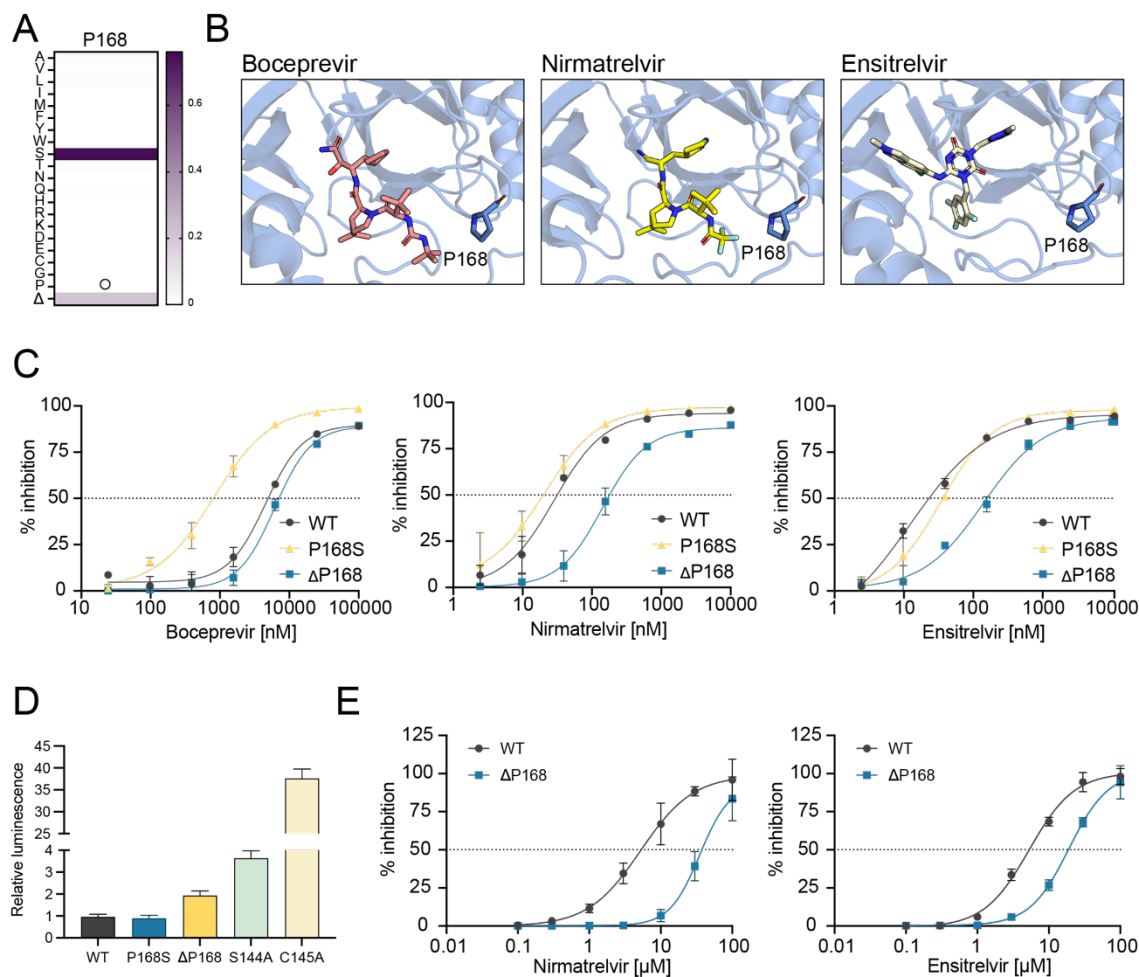 A
P168
A
V
L
I
M
F
Y
W
S
T
N
Q
H
R
K
D
E
C
G
P
Δ
0.6
0.4
0.2
0
B
Boceprevir
P168
Nirmatrelvir
P168
Ensitrelvir
P168
C
% inhibition
100
75
50
25
0
10
100
1000
10000
100000
Boceprevir [nM]
WT
P168S
ΔP168
% inhibition
100
75
50
25
0
1
10
100
1000
10000
Nirmatrelvir [nM]
WT
P168S
ΔP168
% inhibition
100
75
50
25
0
1
10
100
1000
10000
Ensitrelvir [nM]
WT
P168S
ΔP168
D
Relative luminescence
45
40
35
30
25
4
3
2
1
0
WT
P168S
ΔP168
S144A
C145A
E
% inhibition
125
100
75
50
25
0
0.01
0.1
1
10
100
Nirmatrelvir [µM]
WT
ΔP168
% inhibition
125
100
75
50
25
0
0.01
0.1
1
10
100
Ensitrelvir [µM]
WT
ΔP168